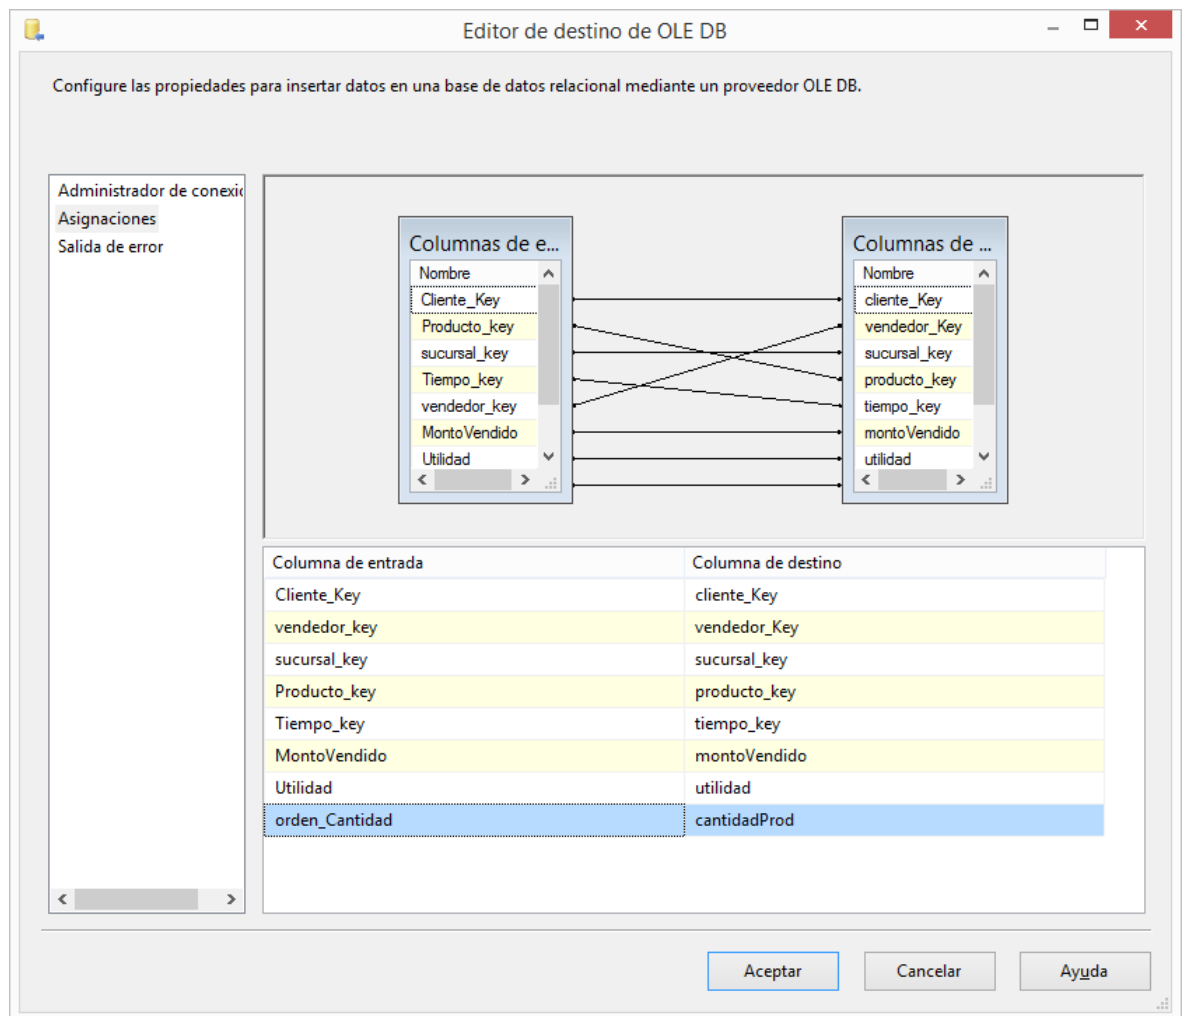 Editor de destino de OLE DB
Configure las propiedades para insertar datos en una base de datos relacional mediante un proveedor OLE DB.
Administrador de conexi
Asignaciones
Salida de error
Columnas de e...
Nombre
Cliente_Key
Producto_key
sucursal_key
Tiempo_key
vendedor_key
MontoVendido
Utilidad
Columnas de ...
Nombre
cliente_Key
vendedor_Key
sucursal_key
producto_key
tiempo_key
montoVendido
utilidad
Columna de entrada Columna de destino
Cliente_Key cliente_Key
vendedor_key vendedor_Key
sucursal_key sucursal_key
Producto_key producto_key
Tiempo_key tiempo_key
MontoVendido montoVendido
Utilidad utilidad
orden_Cantidad cantidadProd
Aceptar Cancelar Ayuda